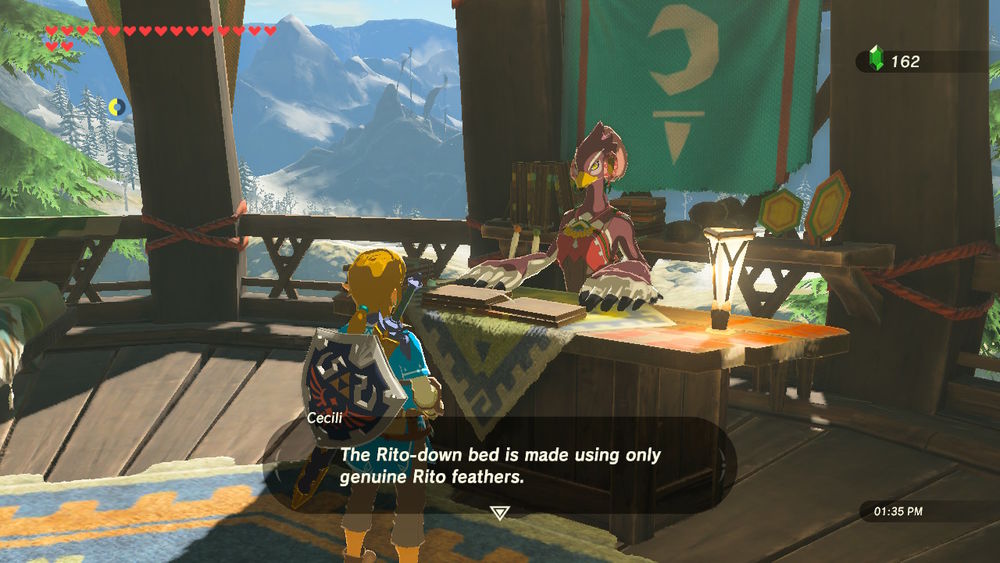 162
Cecili
The Rito-down bed is made using only
genuine Rito feathers.
01:35 PM